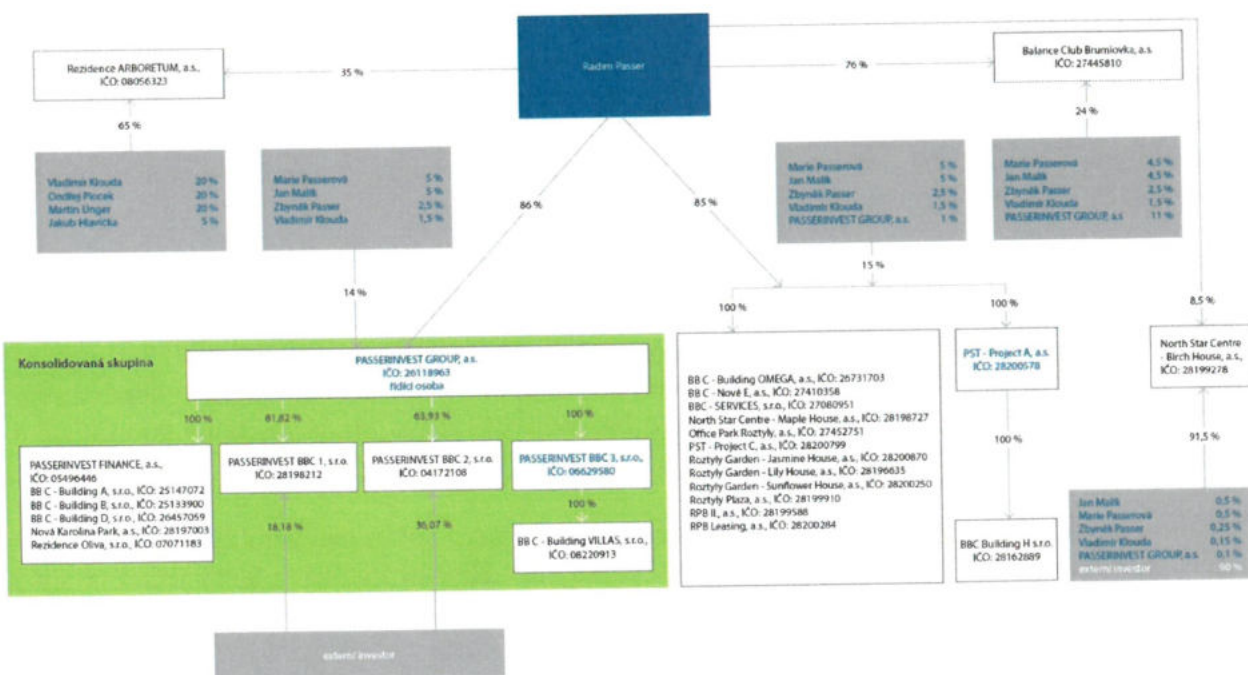 Radim Passer
Rezidence ARBORETUM, a.s.,
IČO: 08056323
35 %
76 %
Balance Club Brumlovka, a.s.
IČO: 27445810
65 %
24 %
Vladimír Klouda 20 %
Ondřej Plocek 20 %
Martin Unger 20 %
Jakub Hlavička 5 %
Marie Passerová 5 %
Jan Malík 5 %
Zbyněk Passer 2,5 %
Vladimír Klouda 1,5 %
86 %
85 %
Marie Passerová 5 %
Jan Malík 5 %
Zbyněk Passer 2,5 %
Vladimír Klouda 1,5 %
PASSERINVEST GROUP, a.s. 1 %
Marie Passerová 4,5 %
Jan Malík 4,5 %
Zbyněk Passer 2,5 %
Vladimír Klouda 1,5 %
PASSERINVEST GROUP, a.s 11 %
14 %
15 %
100 %
100 %
8,5 %
Konsolidovaná skupina
PASSERINVEST GROUP, a.s.
IČO: 26118963
řídící osoba
100 %
81,82 %
63,93 %
100 %
PASSERINVEST FINANCE, a.s.,
IČO: 05496446
BB C - Building A, s.r.o., IČO: 25147072
BB C - Building B, s.r.o., IČO: 25133900
BB C - Building D, s.r.o., IČO: 26457059
Nová Karolina Park, a.s., IČO: 28197003
Rezidence Oliva, s.r.o., IČO: 07071183
PASSERINVEST BBC 1, s.r.o.
IČO: 28198212
PASSERINVEST BBC 2, s.r.o.
IČO: 04172108
PASSERINVEST BBC 3, s.r.o.,
IČO: 06629580
18,18 %
36,07 %
100 %
BB C - Building VILLAS, s.r.o.,
IČO: 08220913
externí investor
BB C - Building OMEGA, a.s., IČO: 26731703
BB C - Nové E, a.s., IČO: 27410358
BBC - SERVICES, s.r.o., IČO: 27080951
North Star Centre - Maple House, a.s., IČO: 28198727
Office Park Roztyly, a.s., IČO: 27452751
PST - Project C, a.s., IČO: 28200799
Roztyly Garden - Jasmine House, a.s., IČO: 28200870
Roztyly Garden - Lily House, a.s., IČO: 28196635
Roztyly Garden - Sunflower House, a.s., IČO: 28200250
Roztyly Plaza, a.s., IČO: 28199910
RPB II., a.s., IČO: 28199588
RPB Leasing, a.s., IČO: 28200284
PST - Project A, a.s.
IČO: 28200578
100 %
BBC Building H s.r.o.
IČO: 28162889
North Star Centre
- Birch House, a.s.,
IČO: 28199278
91,5 %
Jan Malík 0,5 %
Marie Passerová 0,5 %
Zbyněk Passer 0,25 %
Vladimír Klouda 0,15 %
PASSERINVEST GROUP, a.s. 0,1 %
externí investor 90 %